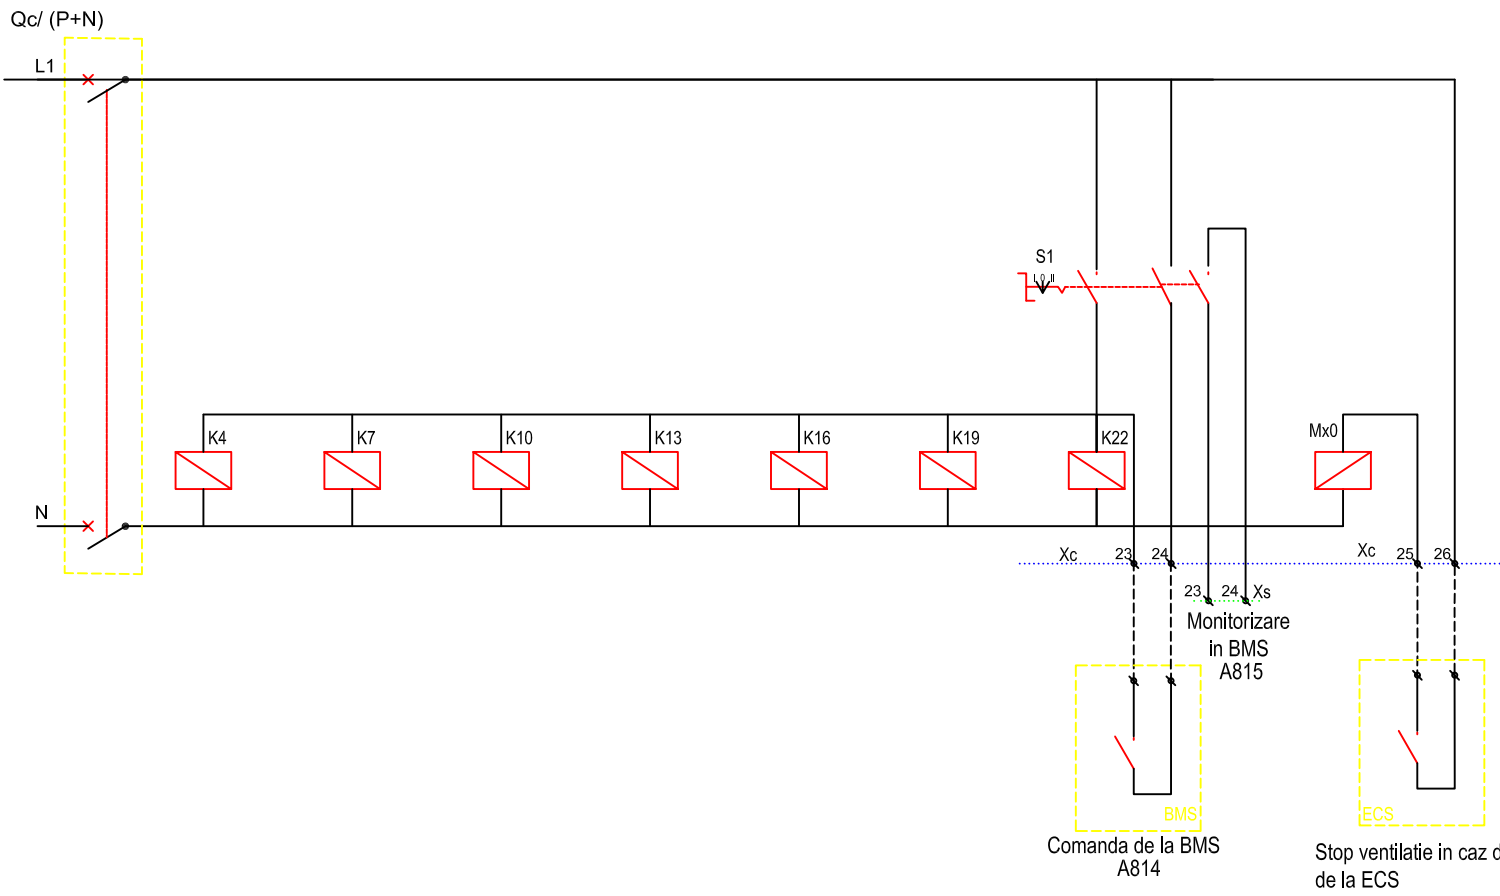 Qc/ (P+N)
L1
S1
I 0 II
K4 K7 K10 K13 K16 K19 K22 Mx0
N
Xc 23 24 Xc 25 26
23 24 Xs
Monitorizare
in BMS
A815
BMS
ECS
Comanda de la BMS
A814
Stop ventilatie in caz d
de la ECS